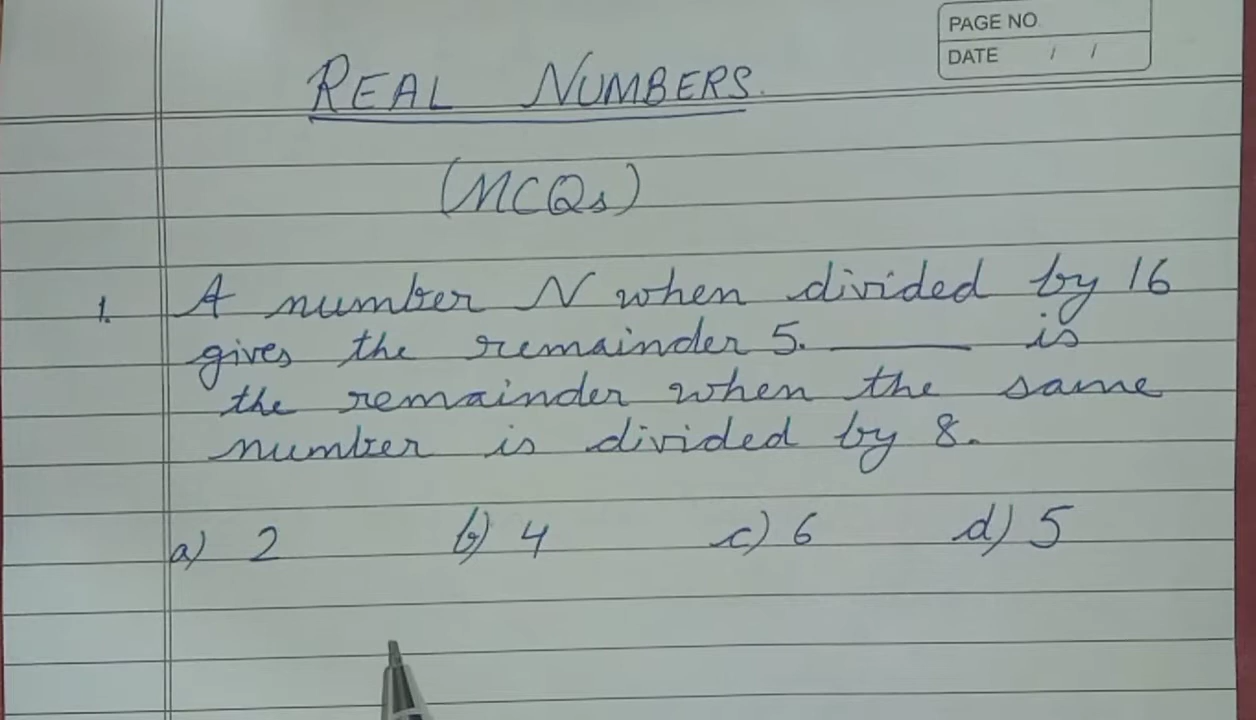 PAGE NO
DATE / /
REAL NUMBERS.
(MCQs)
1. A number N when divided by 16
gives the remainder 5. ______ is
the remainder when the same
number is divided by 8.
a) 2 b) 4 c) 6 d) 5